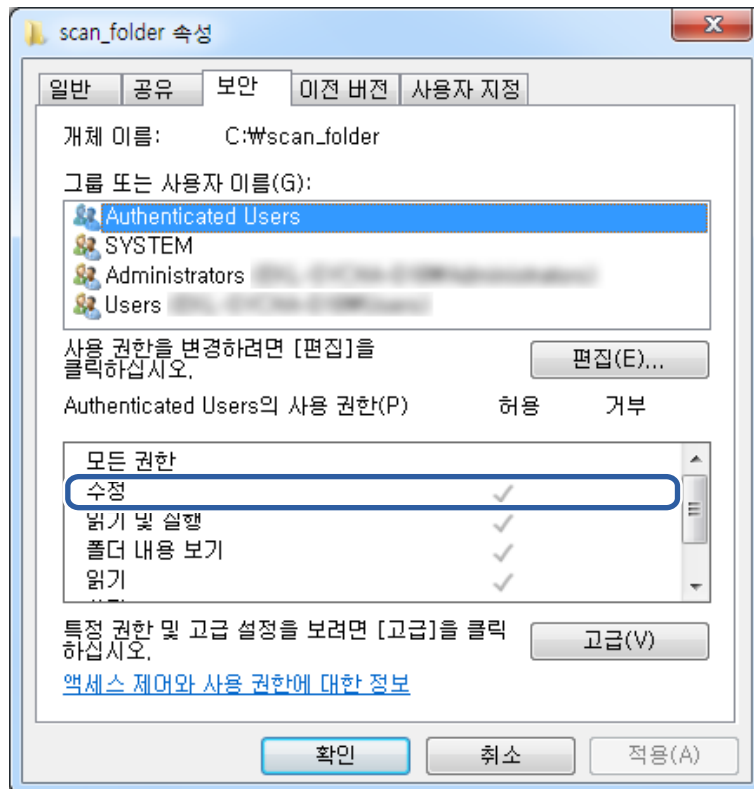 scan_folder 속성
일반 공유 보안 이전 버전 사용자 지정
개체 이름: C:₩scan_folder
그룹 또는 사용자 이름(G):
Authenticated Users
SYSTEM
Administrators
Users
사용 권한을 변경하려면 [편집]을
클릭하십시오.
편집(E)...
Authenticated Users의 사용 권한(P) 허용 거부
모든 권한
수정
읽기 및 실행
폴더 내용 보기
읽기
특정 권한 및 고급 설정을 보려면 [고급]을 클릭
하십시오.
고급(V)
액세스 제어와 사용 권한에 대한 정보
확인 취소 적용(A)